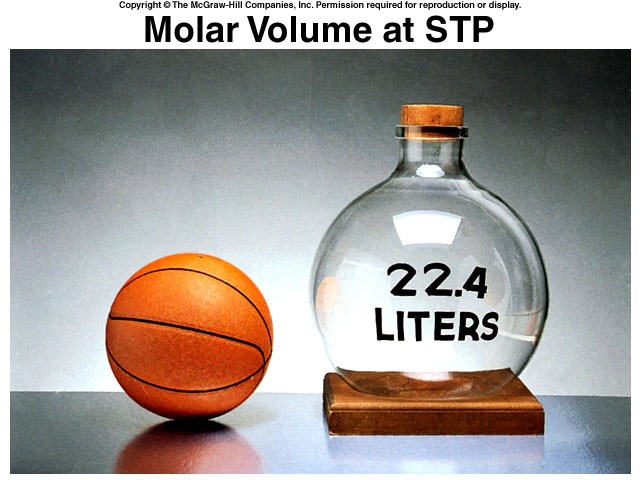 Copyright © The McGraw-Hill Companies, Inc. Permission required for reproduction or display.
Molar Volume at STP
22.4
LITERS